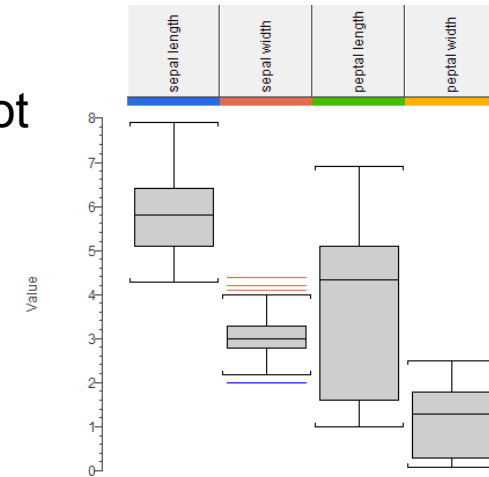 sepal length
sepal width
peptal length
peptal width
ot
8
7
6
5
4
3
2
1
0
Value